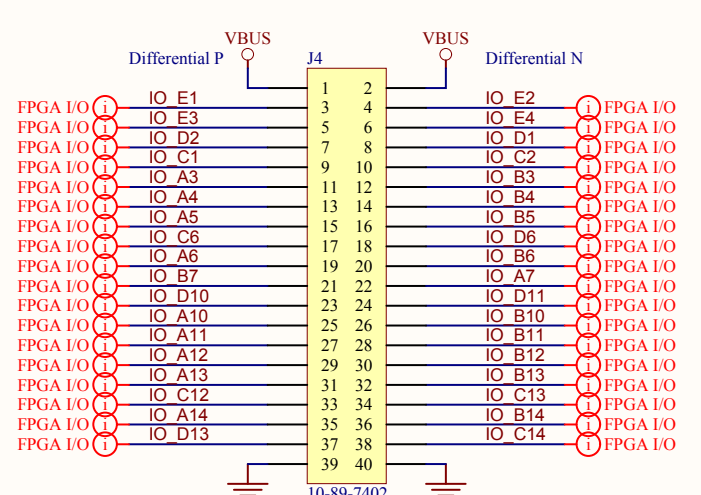 VBUS VBUS
Differential P J4 Differential N
1 2
FPGA I/O i IO_E1 3 4 IO_E2 i FPGA I/O
FPGA I/O i IO_E3 5 6 IO_E4 i FPGA I/O
FPGA I/O i IO_D2 7 8 IO_D1 i FPGA I/O
FPGA I/O i IO_C1 9 10 IO_C2 i FPGA I/O
FPGA I/O i IO_A3 11 12 IO_B3 i FPGA I/O
FPGA I/O i IO_A4 13 14 IO_B4 i FPGA I/O
FPGA I/O i IO_A5 15 16 IO_B5 i FPGA I/O
FPGA I/O i IO_C6 17 18 IO_D6 i FPGA I/O
FPGA I/O i IO_A6 19 20 IO_B6 i FPGA I/O
FPGA I/O i IO_B7 21 22 IO_A7 i FPGA I/O
FPGA I/O i IO_D10 23 24 IO_D11 i FPGA I/O
FPGA I/O i IO_A10 25 26 IO_B10 i FPGA I/O
FPGA I/O i IO_A11 27 28 IO_B11 i FPGA I/O
FPGA I/O i IO_A12 29 30 IO_B12 i FPGA I/O
FPGA I/O i IO_A13 31 32 IO_B13 i FPGA I/O
FPGA I/O i IO_C12 33 34 IO_C13 i FPGA I/O
FPGA I/O i IO_A14 35 36 IO_B14 i FPGA I/O
FPGA I/O i IO_D13 37 38 IO_C14 i FPGA I/O
39 40
10-89-7402